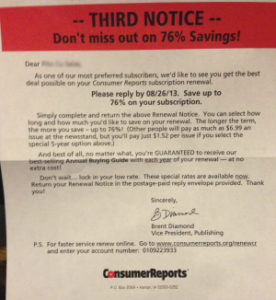 -- THIRD NOTICE --
Don't miss out on 76% Savings!
Dear
As one of our most preferred subscribers, we'd like to see you get the best
deal possible on your Consumer Reports subscription renewal.
Please reply by 08/26/13. Save up to
76% on your subscription.
Simply complete and return the above Renewal Notice. You can select how
long and how much you'd like to save on your renewal. The longer the term,
the more you save – up to 76%! (Other people will pay as much as $6.99 an
issue at the newsstand, but you'll pay just $1.52 per issue if you select the
special 5-year option above.)
And best of all, no matter what, you're GUARANTEED to receive our
best-selling Annual Buying Guide with each year of your renewal — at no
extra cost!
Don't wait... lock in your low rate. These special rates are available now.
Return your Renewal Notice in the postage-paid reply envelope provided. Thank
you!
Sincerely,
B Diamond
Brent Diamond
Vice President, Publishing
P.S. For faster service renew online. Go to www.consumerreports.org/renewcr
and enter your account number: 0109223933
ConsumerReports
P.O. Box 2069 • Harlan, IA